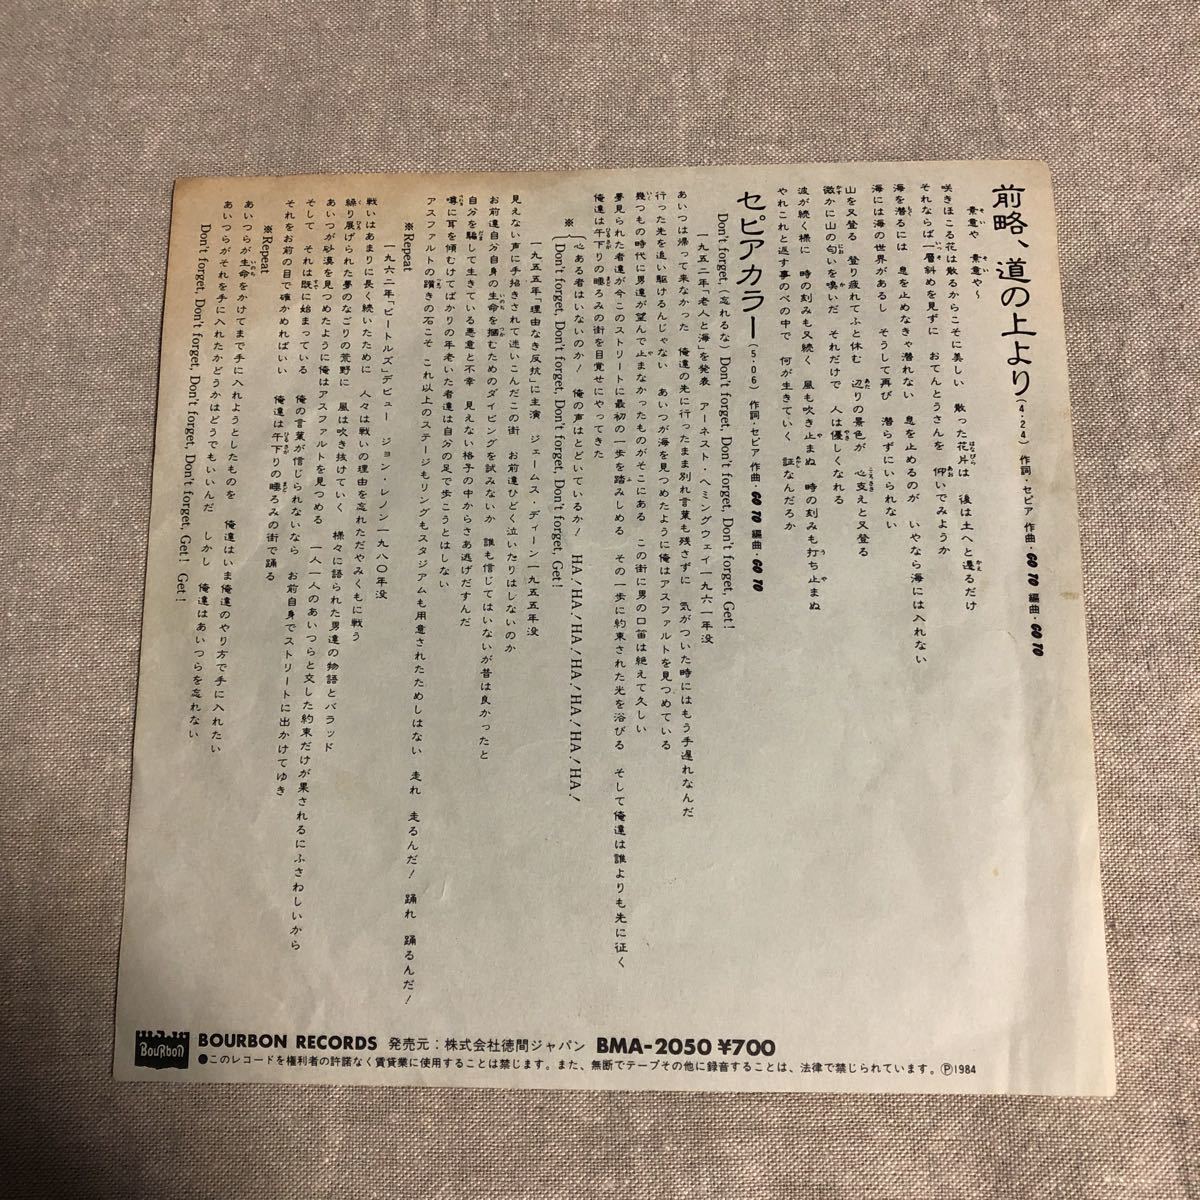 前略、道の上より (4・24) 作詞・セピア 作曲・GO TO 編曲・GO TO
素意や 素意や〜
咲きほこる花は散るからこそに美しい 散った花片は 後は土へと還るだけ
それならば一層斜めを見ずに おてんとうさんを 仰いでみようか
海を潜るには 息を止めなきゃ潜れない 息を止めるのが いやなら海には入れない
海には海の世界があるし そうして再び 潜らずにいられない
山を又登る 登り疲れてふと休む 辺りの景色が 心支えと又登る
微かに山の匂いを嗅いだ それだけで 人は優しくなれる
波が続く様に 時の刻みも又続く 風も吹き止まぬ 時の刻みも打ち止まぬ
やれこれと返す事のべの中で 何が生きていく 証なんだろか
セピアカラー (5・06) 作詞・セピア 作曲・GO TO 編曲・GO TO
Don't forget, (忘れるな) Don't forget, Don't forget, Don't forget, Get!
一九五二年「老人と海」を発表 アーネスト・ヘミングウェイ一九六一年没
あいつは帰って来なかった 俺達の先に行ったまま別れ言葉も残さずに 気がついた時にはもう手遅れなんだ
行った先を追い駆けるんじゃない あいつが海を見つめたように俺はアスファルトを見つめている
幾つもの時代に男達が望んで止まなかったものがそこにある この街に男の口笛は絶えて久しい
夢見られた者達が今このストリートに最初の一歩を踏みしめる その一歩に約束された光を浴びる そして俺達は誰よりも先に征く
俺達は午下りの睡ろみの街を目覚せにやってきた
※ 心ある者はいないのか! 俺の声はとどいているか! HA! HA! HA! HA! HA! HA!
Don't forget, Don't forget, Don't forget, Don't forget, Get!
一九五五年「理由なき反抗」に主演 ジェームス・ディーン一九五五年没
見えない声に手招きされて迷いこんだこの街 お前達ひどく泣いたりはしないのか
お前達自分自身の生命を掴むためのダイビングを試みないか 誰も信じてはいないが昔は良かったと
自分を騙して生きている悪意と不幸 見えない格子の中からさあ逃げだすんだ
噂に耳を傾むけてばかりの年老いた者達は自分の足で歩こうとはしない
アスファルトの躓きの石こそ これ以上のステージもリングもスタジアムも用意されたためしはない 走れ 走るんだ! 踊れ 踊るんだ!
※Repeat
一九六二年「ビートルズ」デビュー ジョン・レノン一九八〇年没
戦いはあまりに長く続いたために 人々は戦いの理由を忘れただやみくもに戦う
繰り展げられた夢のなごりの荒野に 風は吹き抜けていく 様々に語られた男達の物語とバラッド
あいつが砂漠を見つめたように俺はアスファルトを見つめる 一人一人のあいつらと交した約束だけが果されるにふさわしいから
そして それは既に始まっている 俺の言葉が信じられないなら お前自身でストリートに出かけてゆき
それをお前の目で確かめればいい 俺達は午下りの睡ろみの街で踊る
※Repeat
あいつらが生命をかけてまで手に入れようとしたものを 俺達はいま俺達のやり方で手に入れたい
あいつらがそれを手に入れたかどうかはどうでもいいんだ しかし 俺達はあいつらを忘れない
Don't forget, Don't forget, Don't forget, Don't forget, Get! Get!
BouRbon BOURBON RECORDS 発売元:株式会社徳間ジャパン BMA-2050 ¥700
●このレコードを権利者の許諾なく賃貸業に使用することは禁じます。また、無断でテープその他に録音することは、法律で禁じられています。Ⓟ1984